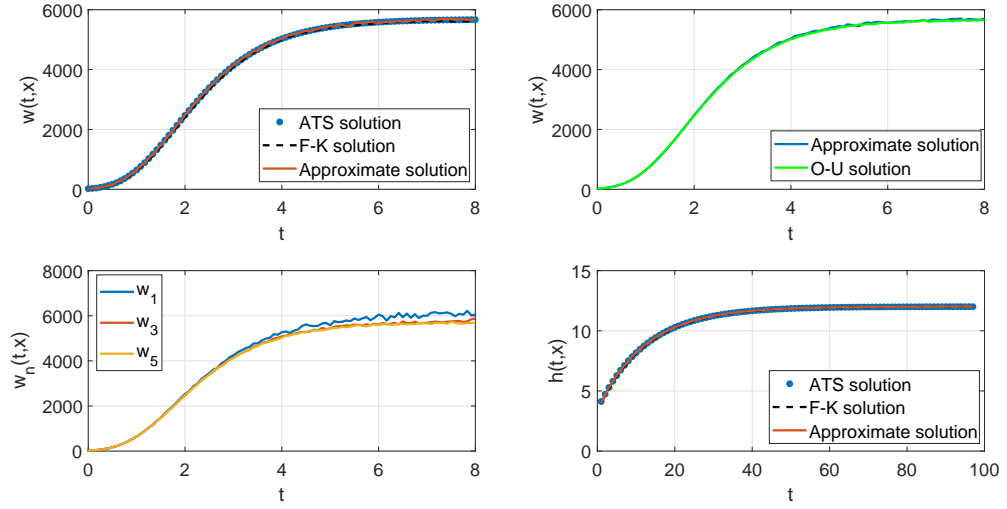 6000
4000
2000
0
w(t,x)
ATS solution
F-K solution
Approximate solution
0 2 4 6 8
t
6000
4000
2000
0
w(t,x)
Approximate solution
O-U solution
0 2 4 6 8
t
8000
6000
4000
2000
0
w_n(t,x)
w_1
w_3
w_5
0 2 4 6 8
t
15
10
5
0
h(t,x)
ATS solution
F-K solution
Approximate solution
0 20 40 60 80 100
t